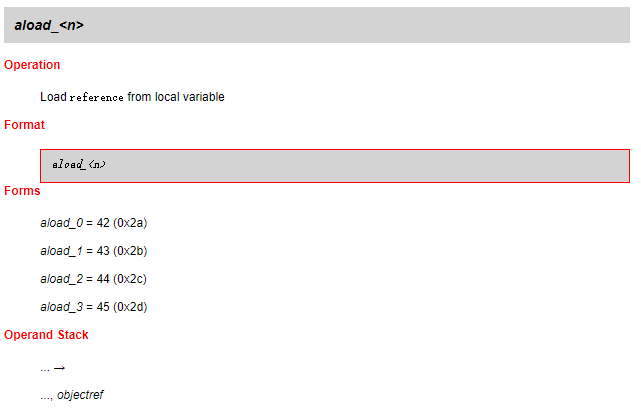 aload_<n>
Operation
Load reference from local variable
Format
aload_<n>
Forms
aload_0 = 42 (0x2a)
aload_1 = 43 (0x2b)
aload_2 = 44 (0x2c)
aload_3 = 45 (0x2d)
Operand Stack
... →
..., objectref